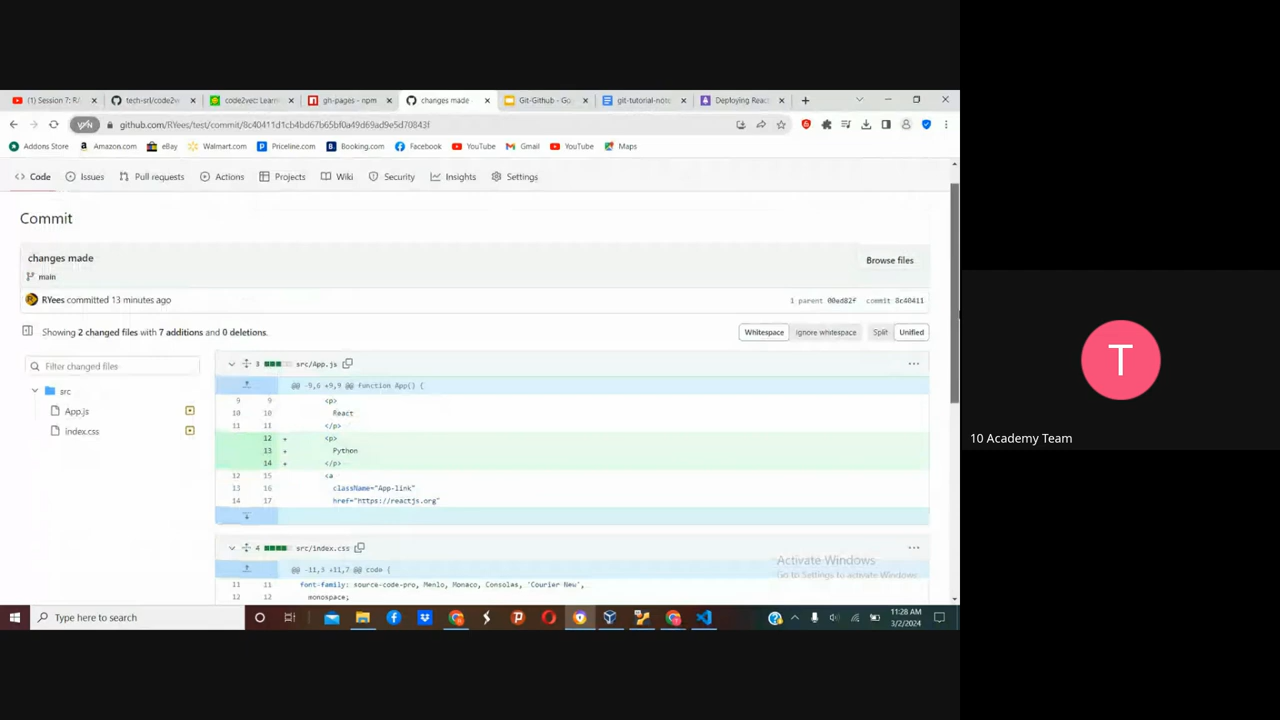 (1) Session 7: R/
tech-srl/code2v
code2vec: Learn
gh-pages - npm
changes made
Git-Github - Go
git-tutorial-not
Deploying Reac
github.com/RYees/test/commit/8c40411d1cb4bd67b65bf0a49d69ad9e5d70843f
Addons Store
Amazon.com
eBay
Walmart.com
Priceline.com
Booking.com
Facebook
YouTube
Gmail
YouTube
Maps
Code
Issues
Pull requests
Actions
Projects
Wiki
Security
Insights
Settings
Commit
changes made
Browse files
main
RYees committed 13 minutes ago
1 parent 00ed82f commit 8c40411
Showing 2 changed files with 7 additions and 0 deletions.
Whitespace
Ignore whitespace
Split
Unified
Filter changed files
src
App.js
index.css
3 src/App.js
@@ -9,6 +9,9 @@ function App() {
9 9 <p>
10 10 React
11 11 </p>
12 + <p>
13 + Python
14 + </p>
12 15 <a
13 16 className="App-link"
14 17 href="https://reactjs.org"
4 src/index.css
@@ -11,3 +11,7 @@ code {
11 11 font-family: source-code-pro, Menlo, Monaco, Consolas, 'Courier New',
12 12 monospace;
Activate Windows
Go to Settings to activate Windows.
Type here to search
11:28 AM
3/2/2024
T
10 Academy Team